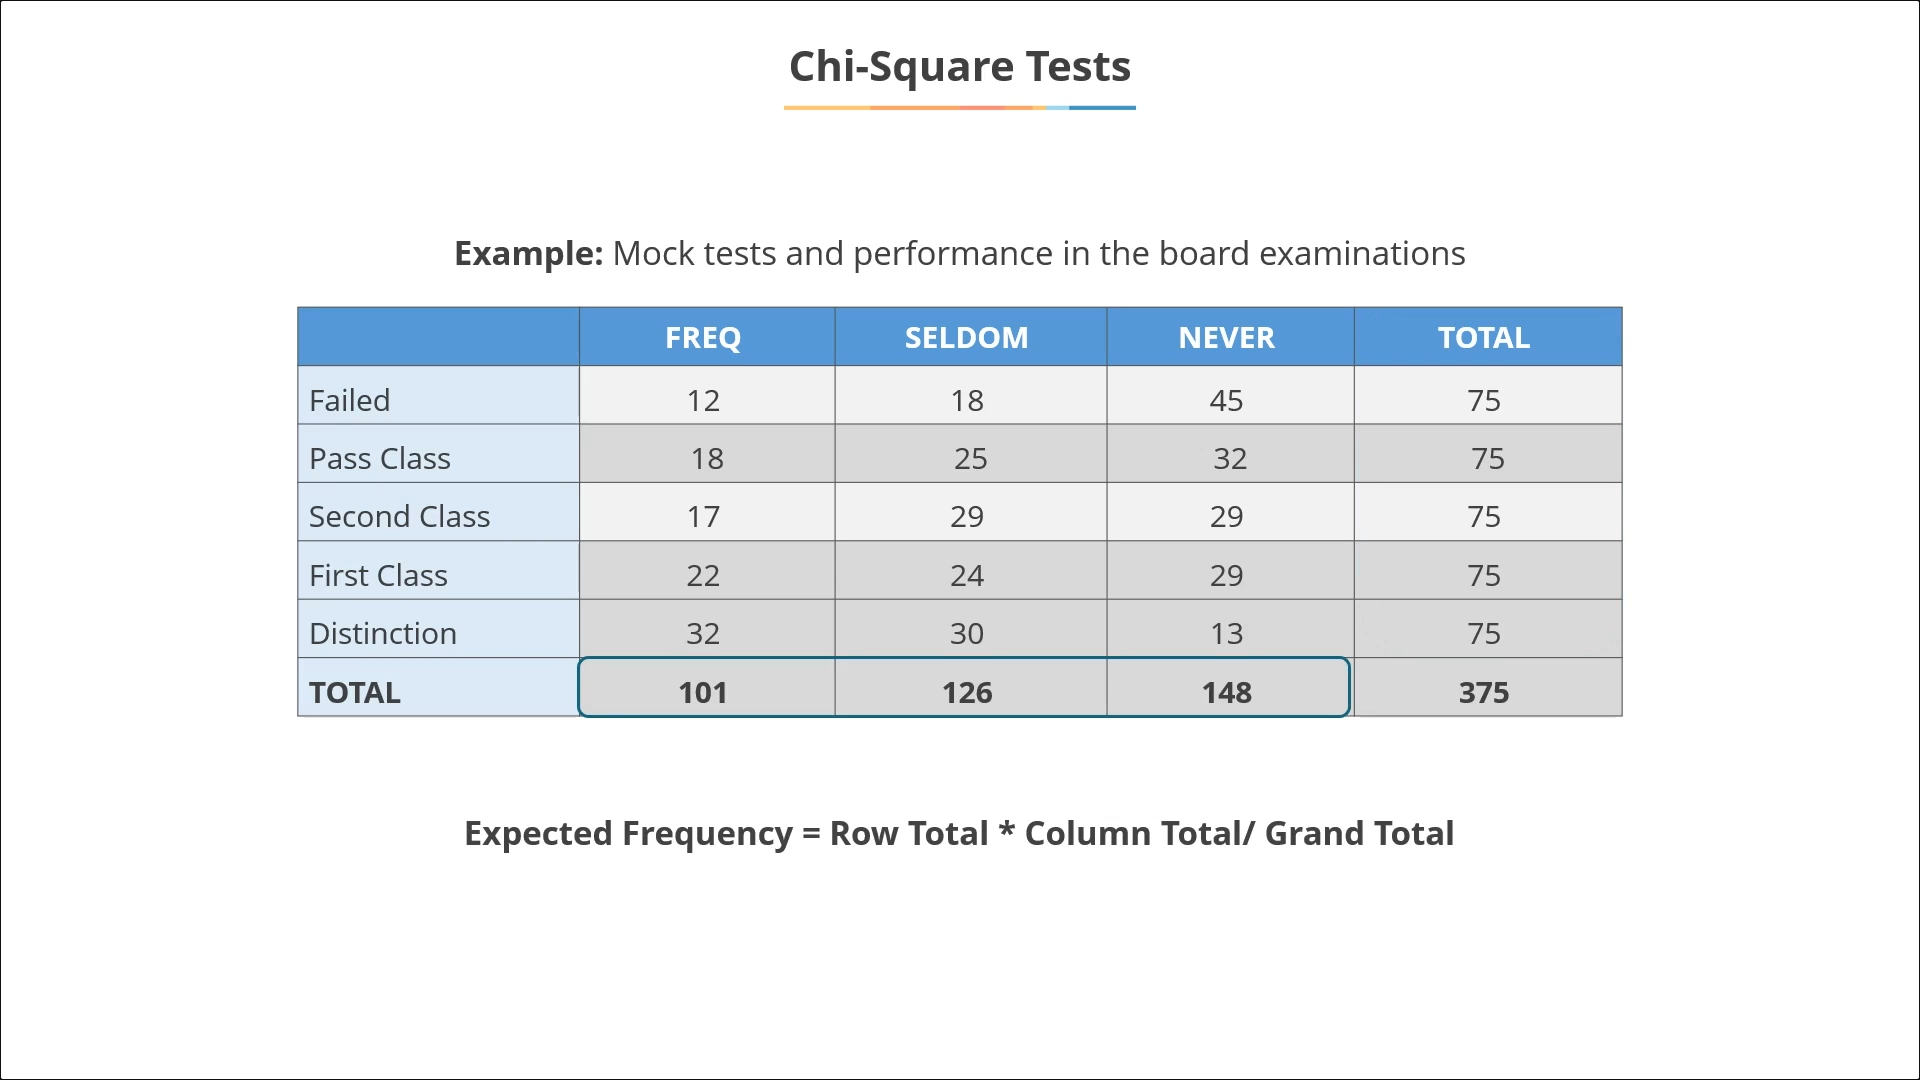 Chi-Square Tests
Example: Mock tests and performance in the board examinations
FREQ SELDOM NEVER TOTAL
Failed 12 18 45 75
Pass Class 18 25 32 75
Second Class 17 29 29 75
First Class 22 24 29 75
Distinction 32 30 13 75
TOTAL 101 126 148 375
Expected Frequency = Row Total * Column Total/ Grand Total